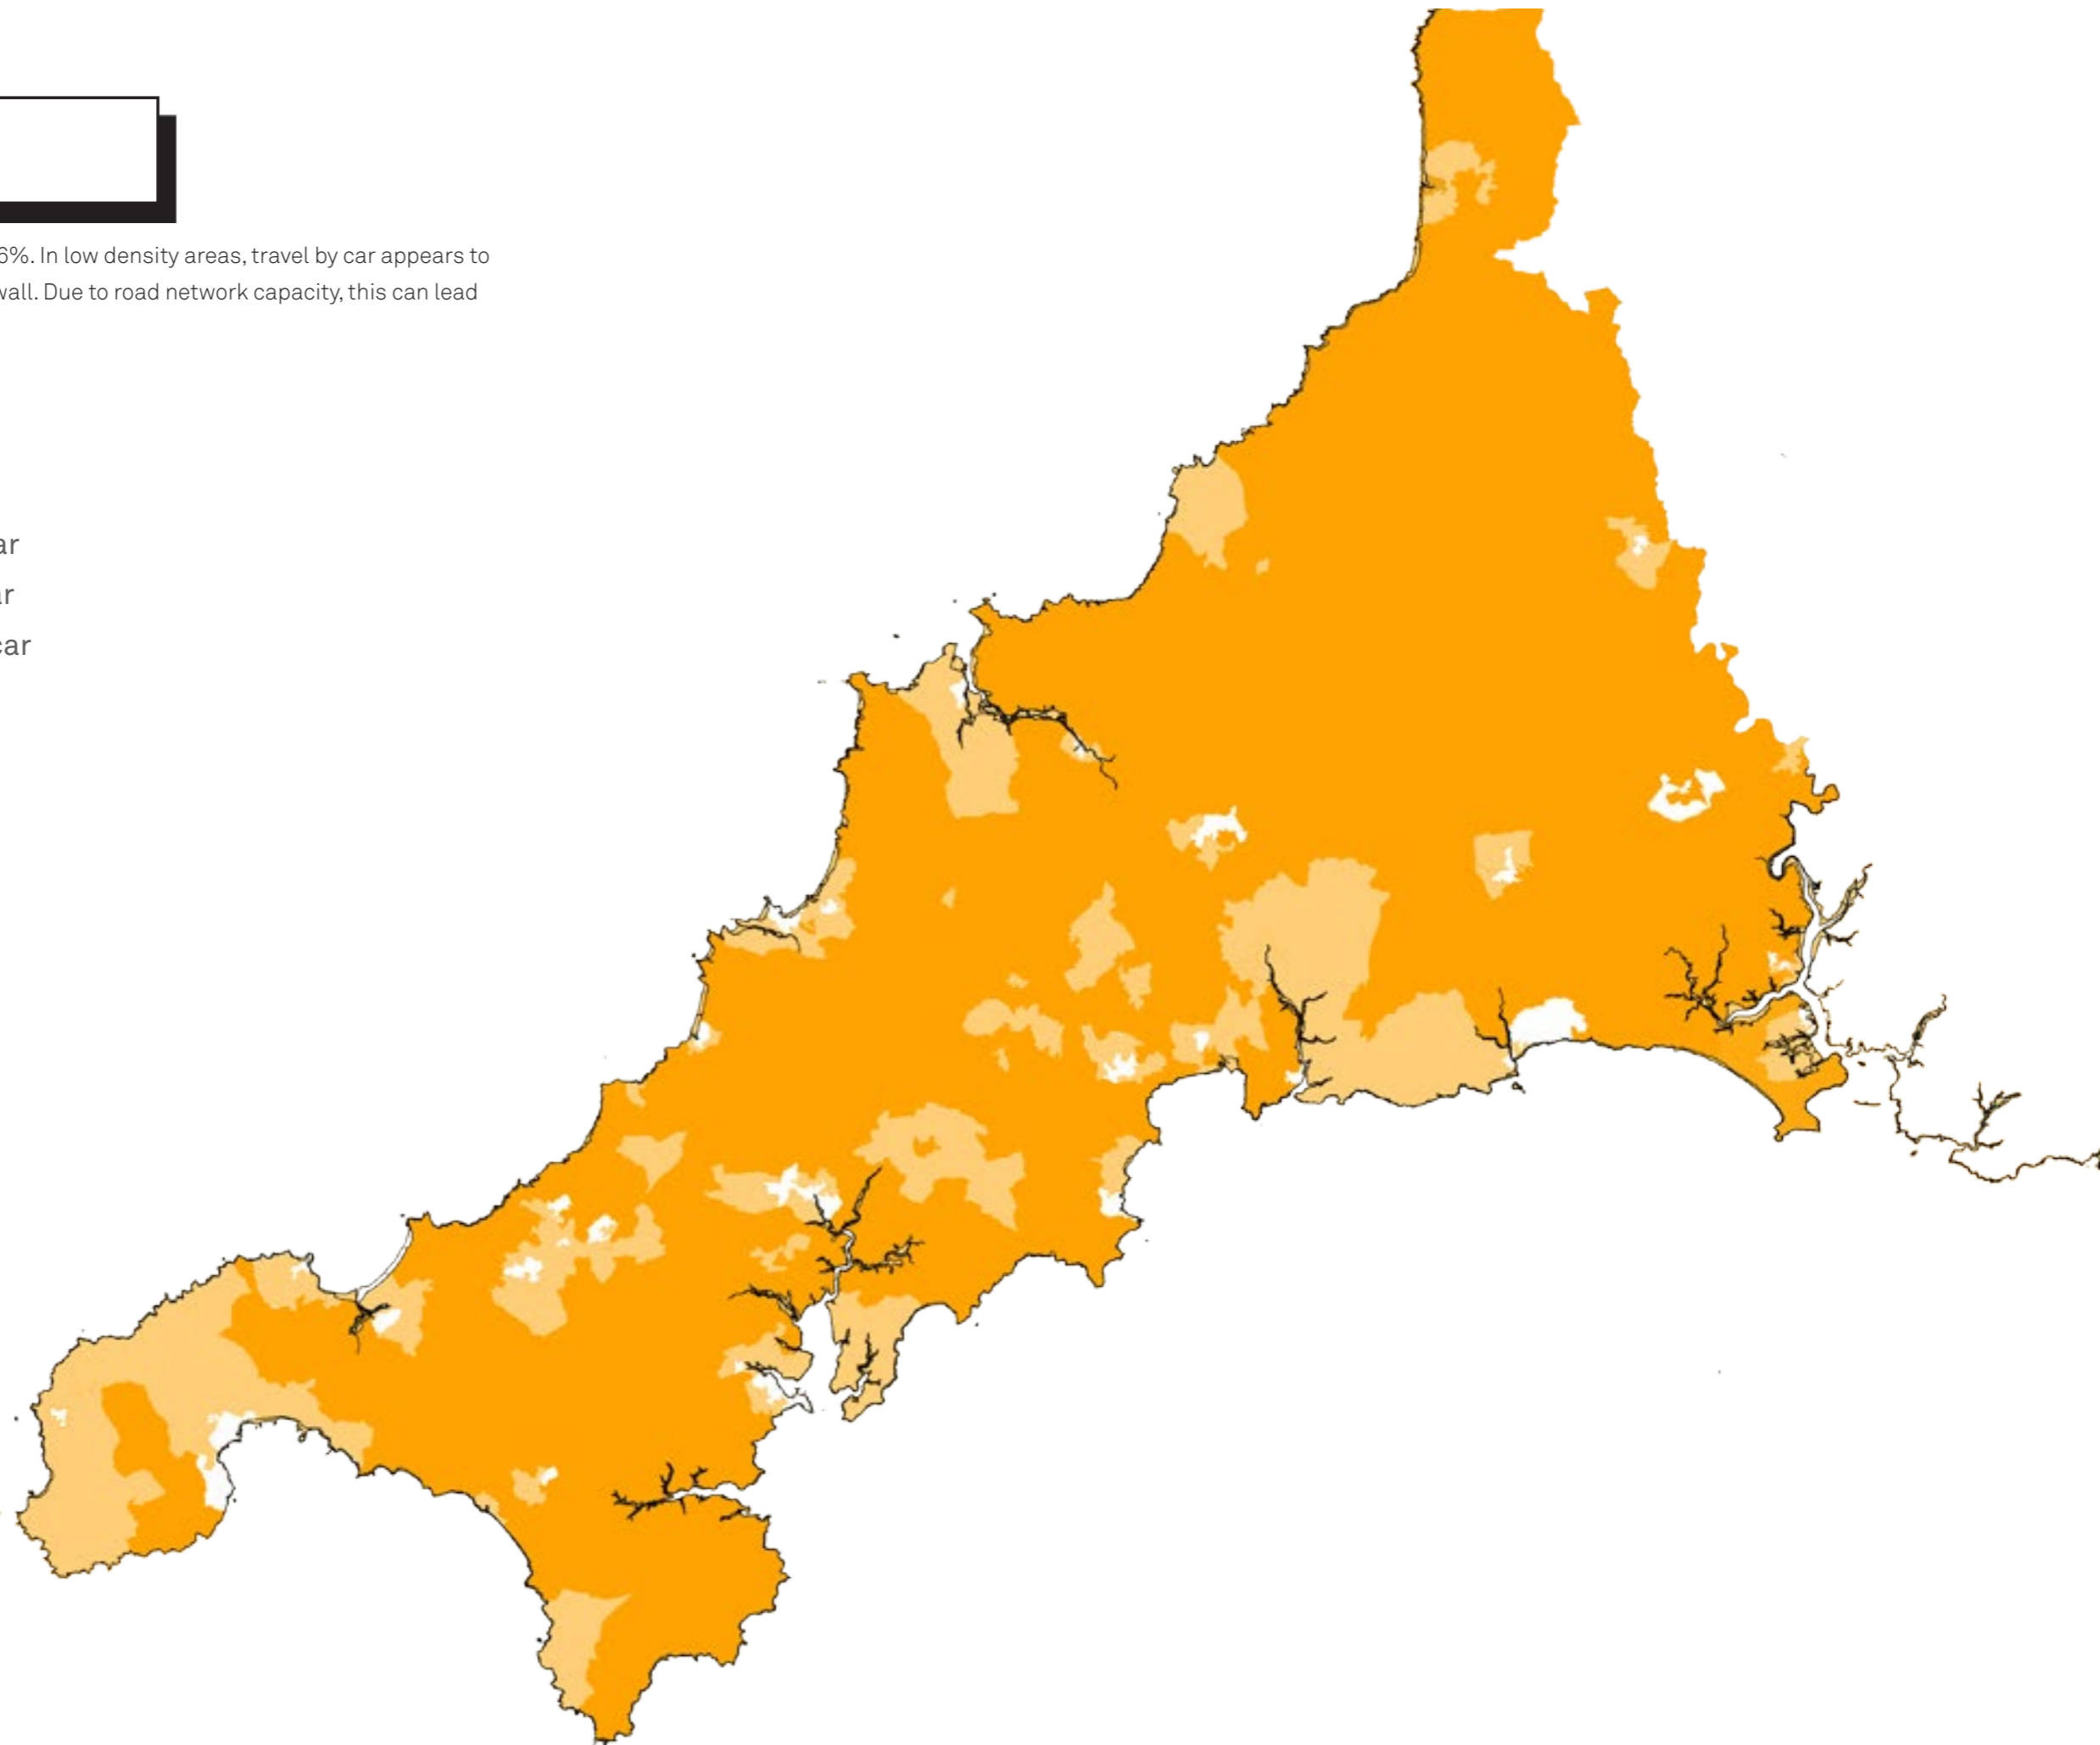 6%. In low density areas, travel by car appears to
wall. Due to road network capacity, this can lead
ar
ar
car